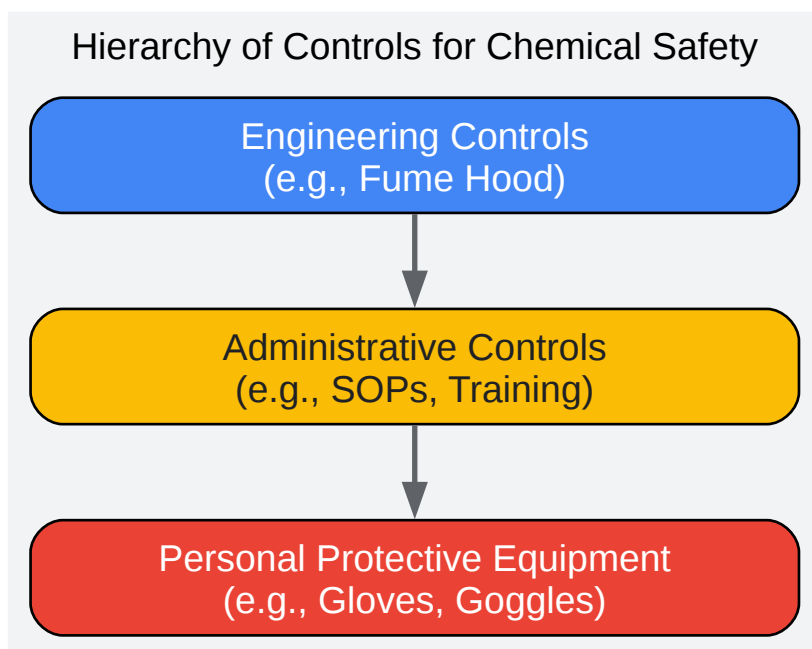 Hierarchy of Controls for Chemical Safety
Engineering Controls
(e.g., Fume Hood)
Administrative Controls
(e.g., SOPs, Training)
Personal Protective Equipment
(e.g., Gloves, Goggles)